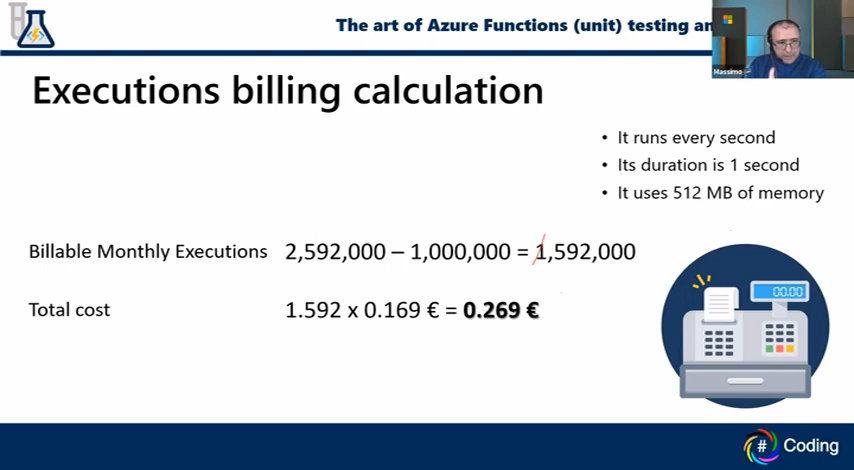 The art of Azure Functions (unit) testing an
Massimo
Executions billing calculation
• It runs every second
• Its duration is 1 second
• It uses 512 MB of memory
Billable Monthly Executions 2,592,000 – 1,000,000 = 1,592,000
Total cost 1.592 x 0.169 € = 0.269 €
00.00
# Coding